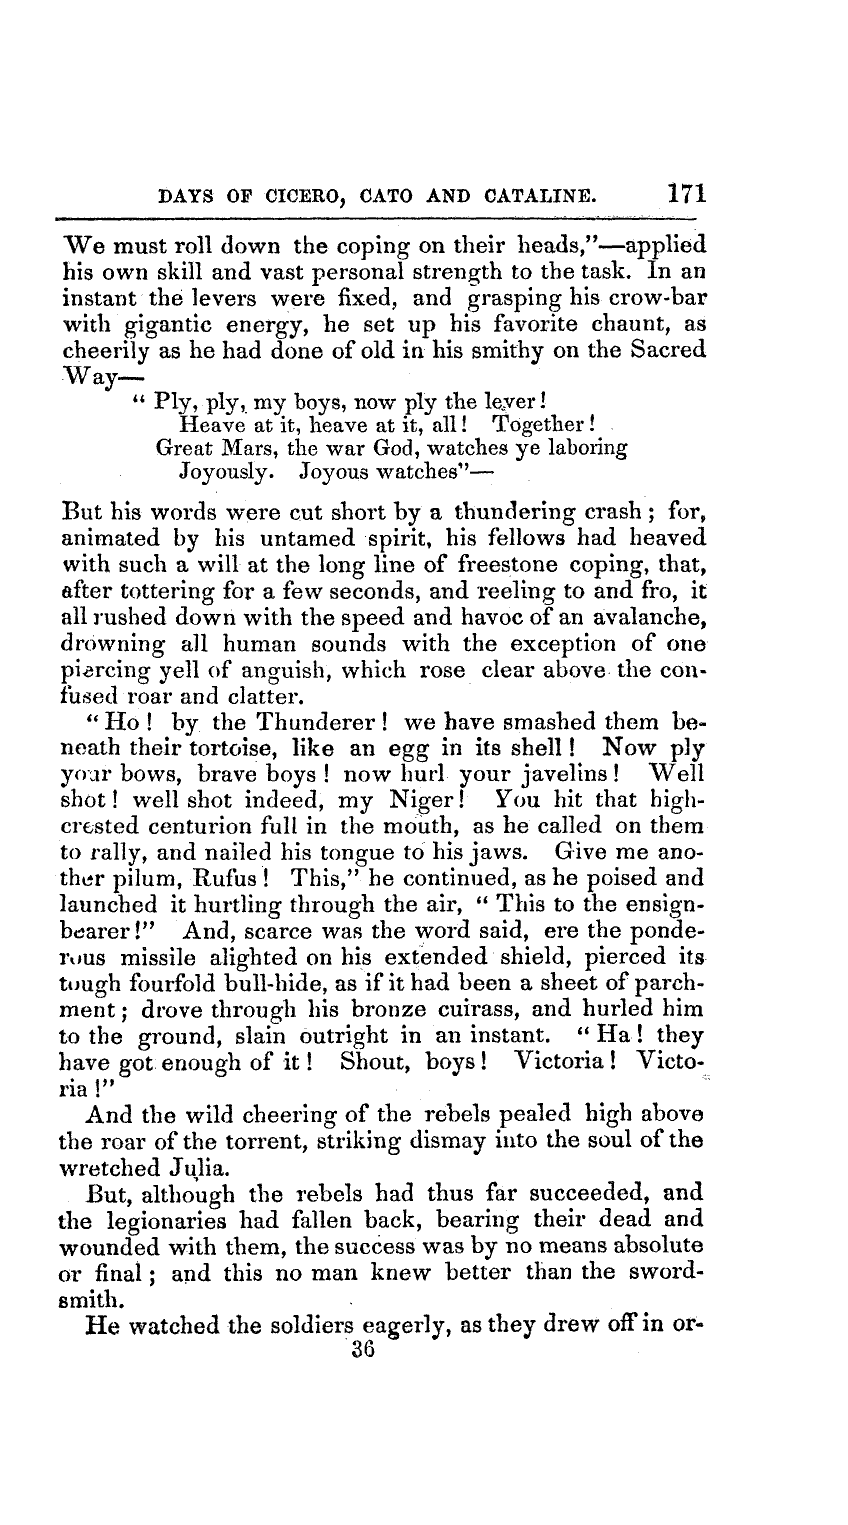 DAYS OF CICERO, CATO AND CATALINE. 171
We must roll down the coping on their heads,"—applied
his own skill and vast personal strength to the task. In an
instant the levers were fixed, and grasping his crow-bar
with gigantic energy, he set up his favorite chaunt, as
cheerily as he had done of old in his smithy on the Sacred
Way—
" Ply, ply, my boys, now ply the lever!
Heave at it, heave at it, all! Together!
Great Mars, the war God, watches ye laboring
Joyously. Joyous watches"—
But his words were cut short by a thundering crash; for,
animated by his untamed spirit, his fellows had heaved
with such a will at the long line of freestone coping, that,
after tottering for a few seconds, and reeling to and fro, it
all rushed down with the speed and havoc of an avalanche,
drowning all human sounds with the exception of one
piercing yell of anguish, which rose clear above the con-
fused roar and clatter.
"Ho! by the Thunderer! we have smashed them be-
neath their tortoise, like an egg in its shell! Now ply
your bows, brave boys! now hurl your javelins! Well
shot! well shot indeed, my Niger! You hit that high-
crested centurion full in the mouth, as he called on them
to rally, and nailed his tongue to his jaws. Give me ano-
ther pilum, Rufus! This," he continued, as he poised and
launched it hurtling through the air, "This to the ensign-
bearer!" And, scarce was the word said, ere the ponde-
rous missile alighted on his extended shield, pierced its
tough fourfold bull-hide, as if it had been a sheet of parch-
ment; drove through his bronze cuirass, and hurled him
to the ground, slain outright in an instant. "Ha! they
have got enough of it! Shout, boys! Victoria! Victo-
ria!"
And the wild cheering of the rebels pealed high above
the roar of the torrent, striking dismay into the soul of the
wretched Julia.
But, although the rebels had thus far succeeded, and
the legionaries had fallen back, bearing their dead and
wounded with them, the success was by no means absolute
or final; and this no man knew better than the sword-
smith.
He watched the soldiers eagerly, as they drew off in or-
36